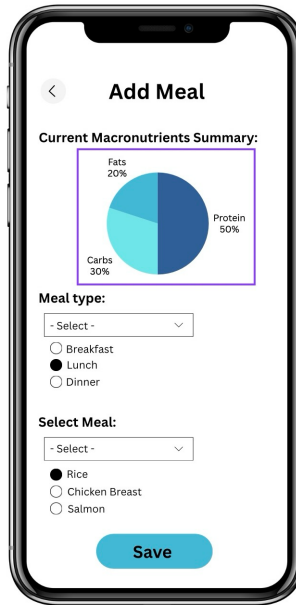 Add Meal
Current Macronutrients Summary:
Fats
20%
Protein
50%
Carbs
30%
Meal type:
- Select -
Breakfast
Lunch
Dinner
Select Meal:
- Select -
Rice
Chicken Breast
Salmon
Save